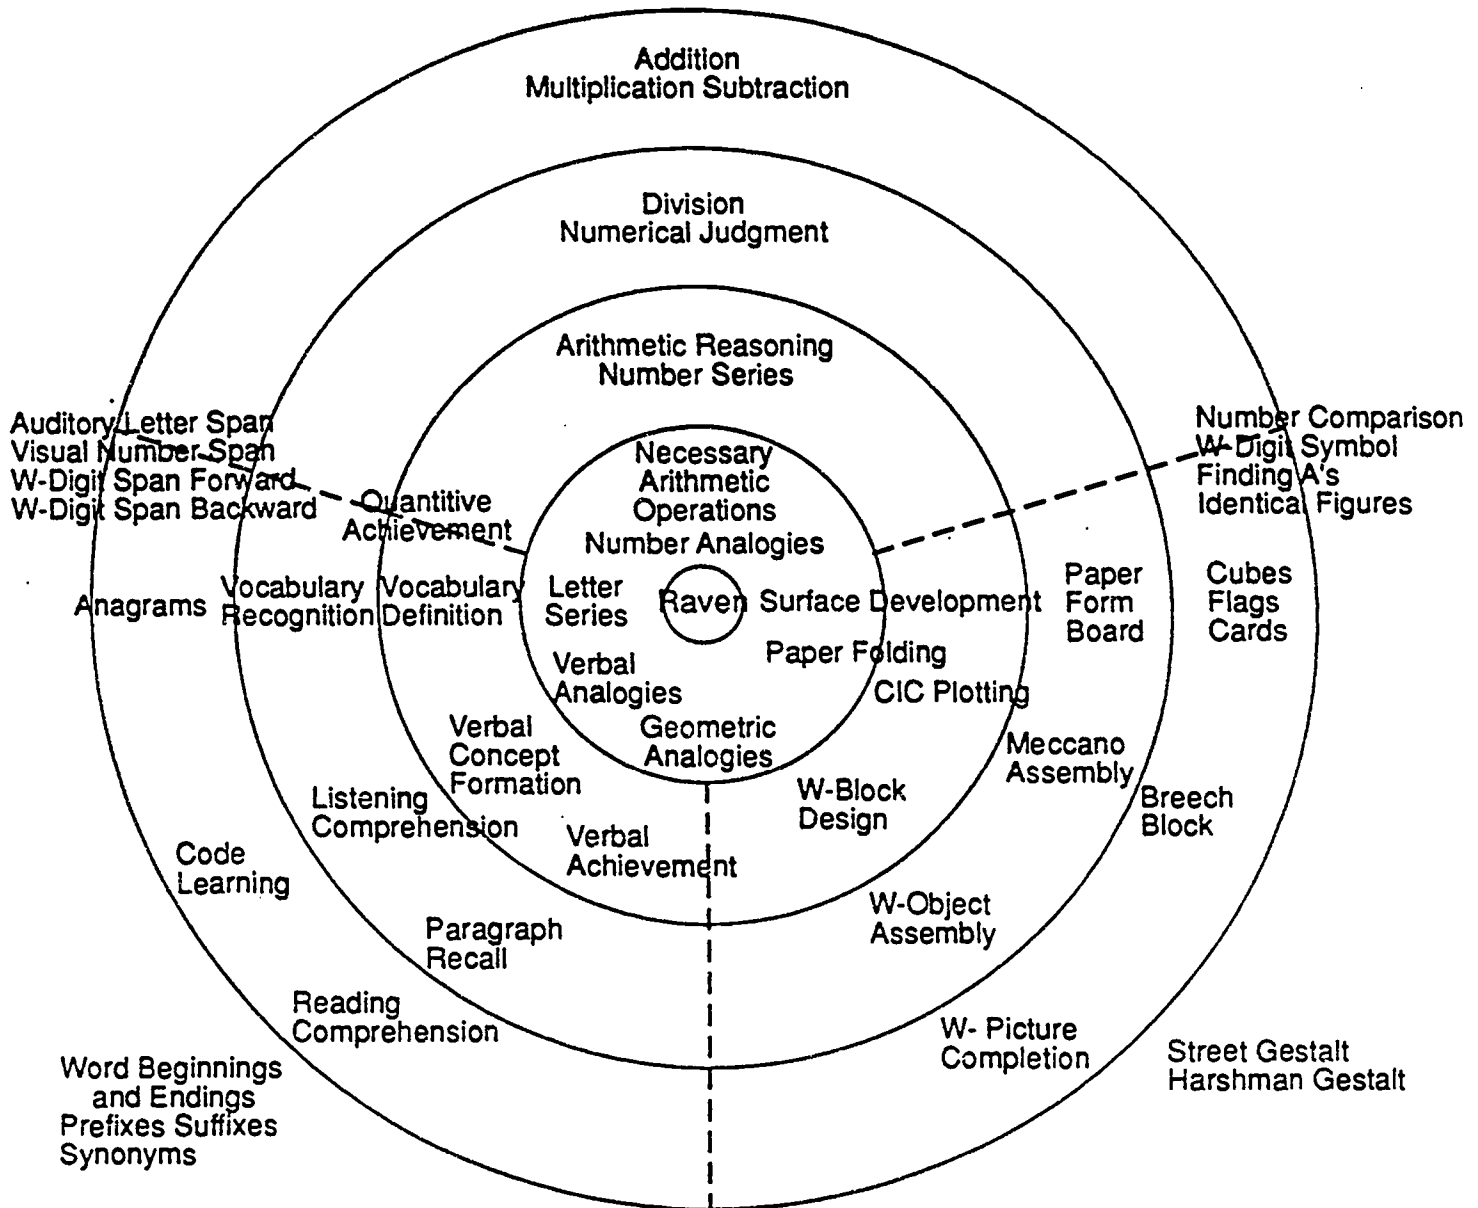 Addition
Multiplication Subtraction
Division
Numerical Judgment
Arithmetic Reasoning
Number Series
Auditory Letter Span
Visual Number Span
W-Digit Span Forward
W-Digit Span Backward
Quantitive
Achievement
Necessary
Arithmetic
Operations
Number Analogies
Number Comparison
W-Digit Symbol
Finding A's
Identical Figures
Anagrams
Vocabulary
Recognition
Vocabulary
Definition
Letter
Series
Raven
Surface Development
Paper
Form
Board
Cubes
Flags
Cards
Verbal
Analogies
Paper Folding
CIC Plotting
Geometric
Analogies
Verbal
Concept
Formation
Meccano
Assembly
Listening
Comprehension
W-Block
Design
Breech
Block
Verbal
Achievement
Code
Learning
Paragraph
Recall
W-Object
Assembly
Reading
Comprehension
W- Picture
Completion
Street Gestalt
Harshman Gestalt
Word Beginnings
and Endings
Prefixes Suffixes
Synonyms